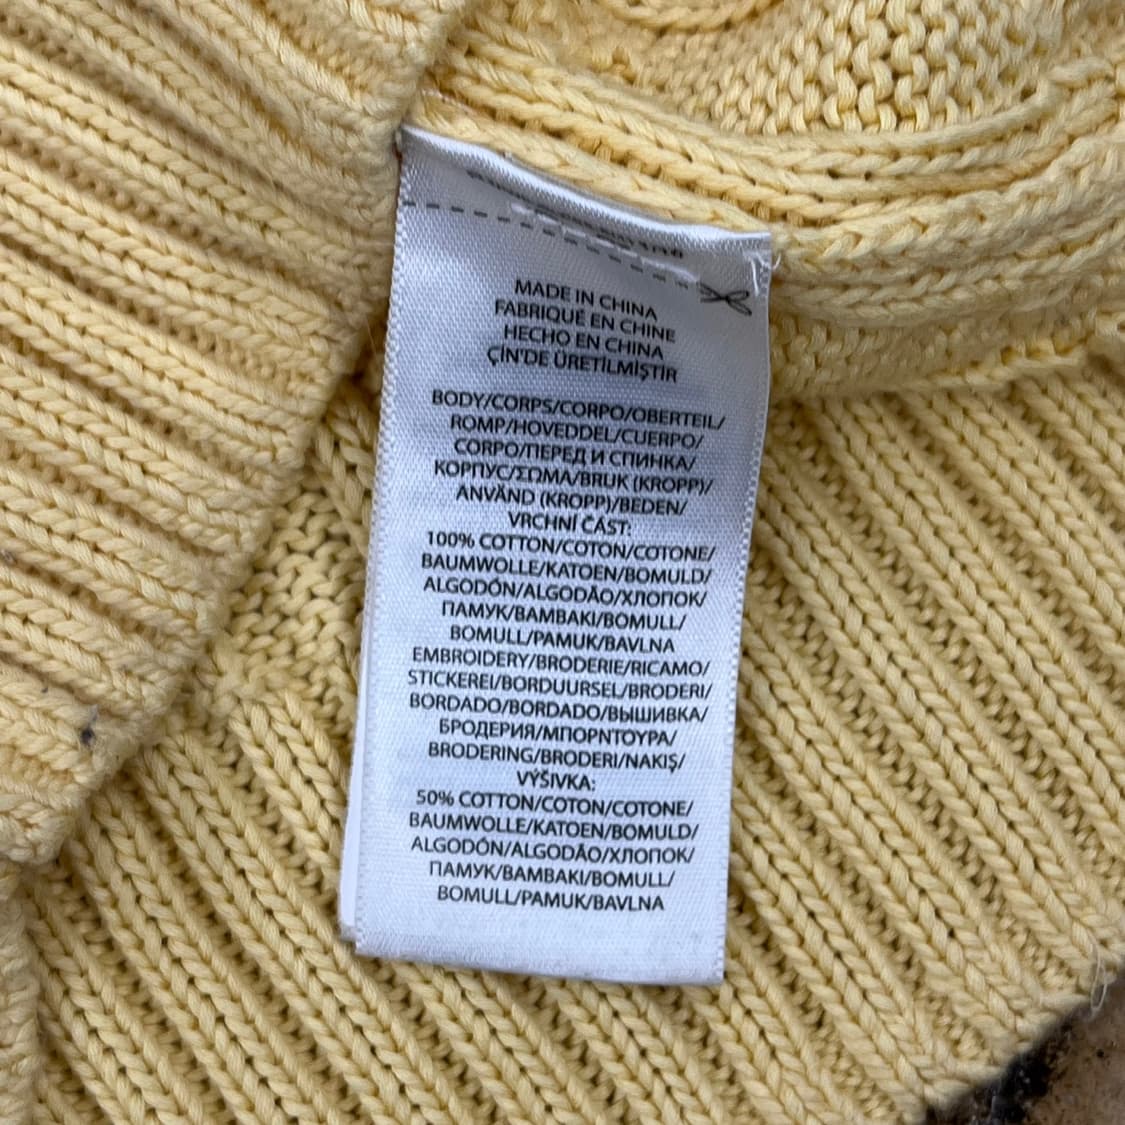 MADE IN CHINA
FABRIQUÉ EN CHINE
HECHO EN CHINA
ÇİN'DE ÜRETİLMİŞTİR
BODY/CORPS/CORPO/OBERTEIL/
ROMP/HOVEDDEL/CUERPO/
CORPO/ПЕРЕД И СПИНКА/
КОРПУС/ΣΩΜΑ/BRUK (KROPP)/
ANVÄND (KROPP)/BEDEN/
VRCHNÍ ČÁST:
100% COTTON/COTON/COTONE/
BAUMWOLLE/KATOEN/BOMULD/
ALGODÓN/ALGODÃO/ХЛОПОК/
ПАМУК/ΒΑΜΒΑΚΙ/BOMULL/
BOMULL/PAMUK/BAVLNA
EMBROIDERY/BRODERIE/RICAMO/
STICKEREI/BORDUURSEL/BRODERI/
BORDADO/BORDADO/ВЫШИВКА/
БРОДЕРИЯ/ΜΠΟΡΝΤΟΥΡΑ/
BRODERING/BRODERI/NAKIŞ/
VÝŠIVKA:
50% COTTON/COTON/COTONE/
BAUMWOLLE/KATOEN/BOMULD/
ALGODÓN/ALGODÃO/ХЛОПОК/
ПАМУК/ΒΑΜΒΑΚΙ/BOMULL/
BOMULL/PAMUK/BAVLNA